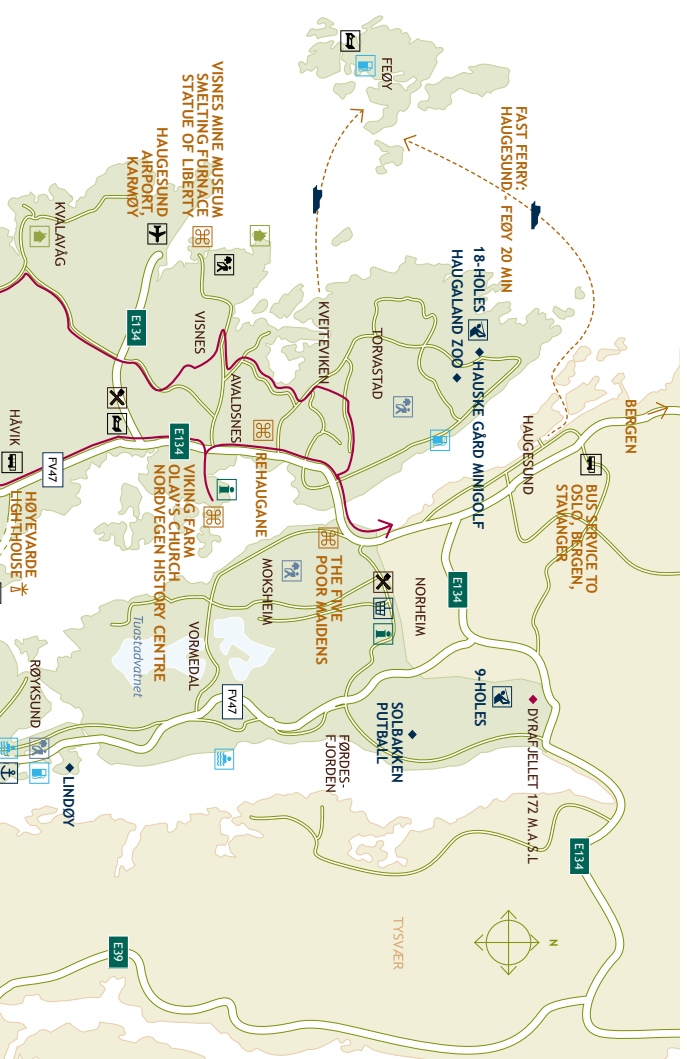 FEØY
FAST FERRY:
HAUGESUND - FEØY 20 MIN
VISNES MINE MUSEUM
SMELTING FURNACE
STATUE OF LIBERTY
HAUGESUND
AIRPORT,
KARMØY
KVALAVÅG
18-HOLES
HAUGALAND ZOO
HAUSKE GÅRD MINIGOLF
BERGEN
HAUGESUND
BUS SERVICE TO
OSLO, BERGEN,
STAVANGER
KVEITEVIKEN
TORVASTAD
VISNES
AVALDSNES
E134
E134
REHAUGANE
HÅVIK
FV47
HØYEVARDE
LIGHTHOUSE
VIKING FARM
OLAV'S CHURCH
NORDVEGEN HISTORY CENTRE
THE FIVE
POOR MAIDENS
MOKSHEIM
NORHEIM
E134
VORMEDAL
Tuastadvatnet
FV47
RØYKSUND
LINDØY
9-HOLES
SOLBAKKEN
PUTBALL
FØRDES-
FJORDEN
DYRAFJELLET 172 M.A.S.L
E134
TYSVÆR
N
E39